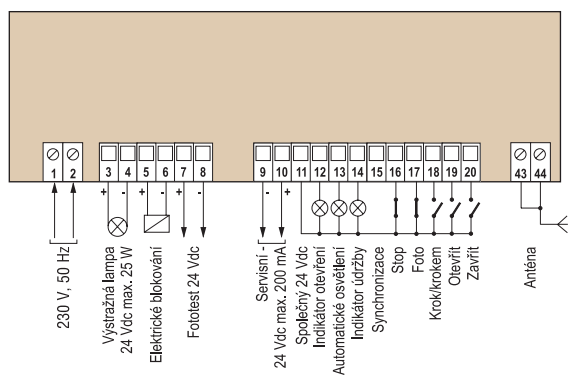 1 2 3 4 5 6 7 8 9 10 11 12 13 14 15 16 17 18 19 20 43 44
+ - + - + - - +
230 V, 50 Hz
Výstražná lampa
24 Vdc max. 25 W
Elektrické blokování
Fototest 24 Vdc
Servisní -
24 Vdc max. 200 mA
Společný 24 Vdc
Indikátor otevření
Automatické osvětlení
Indikátor údržby
Synchronizace
Stop
Foto
Krok/krokem
Otevřít
Zavřít
Anténa